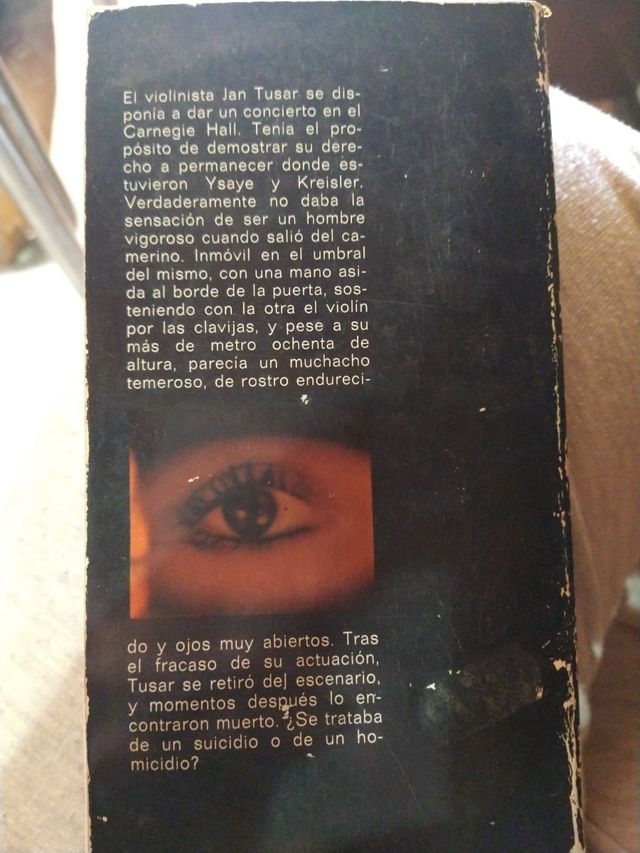 El violinista Jan Tusar se dis-
ponía a dar un concierto en el
Carnegie Hall. Tenía el pro-
pósito de demostrar su dere-
cho a permanecer donde es-
tuvieron Ysaye y Kreisler.
Verdaderamente no daba la
sensación de ser un hombre
vigoroso cuando salió del ca-
merino. Inmóvil en el umbral
del mismo, con una mano asi-
da al borde de la puerta, sos-
teniendo con la otra el violín
por las clavijas, y pese a su
más de metro ochenta de
altura, parecía un muchacho
temeroso, de rostro endureci-
do y ojos muy abiertos. Tras
el fracaso de su actuación,
Tusar se retiró del escenario,
y momentos después lo en-
contraron muerto. ¿Se trataba
de un suicidio o de un ho-
micidio?